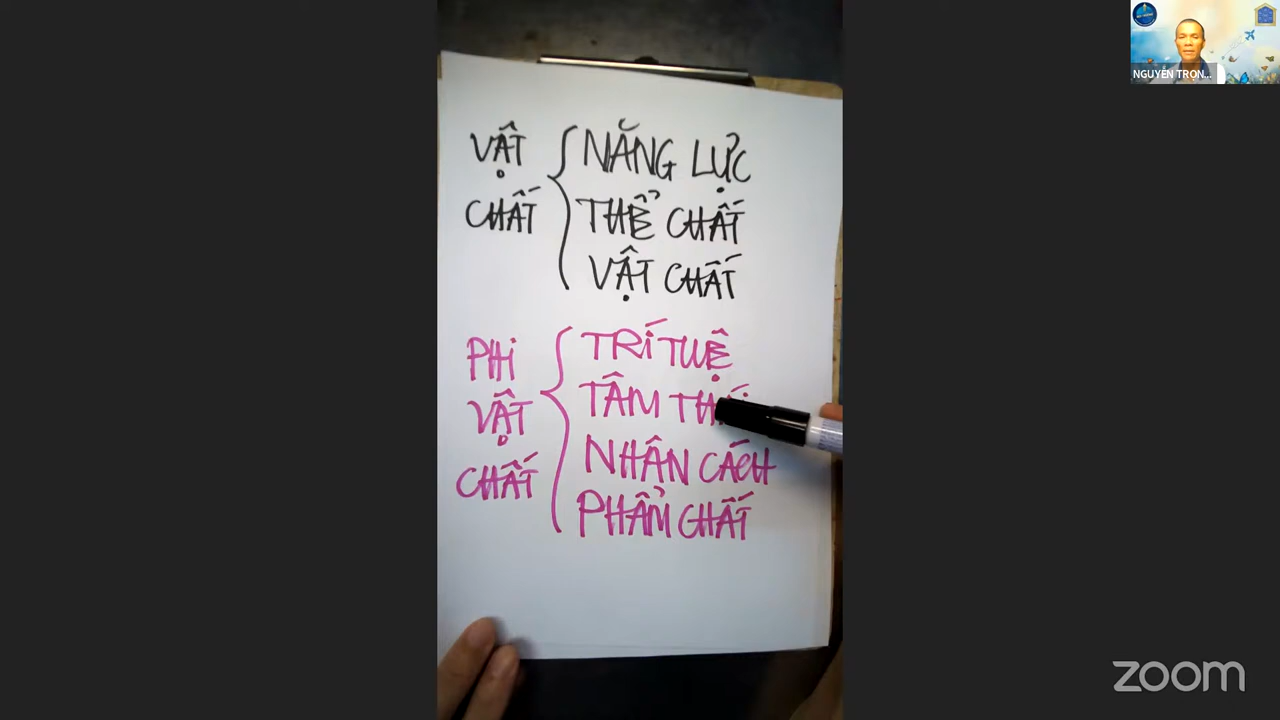 VẬT
CHẤT
NĂNG LỰC
THỂ CHẤT
VẬT CHẤT
PHI
VẬT
CHẤT
TRÍ TUỆ
TÂM
NHÂN CÁCH
PHẨM CHẤT
NGUYỄN TRỌN...
zoom